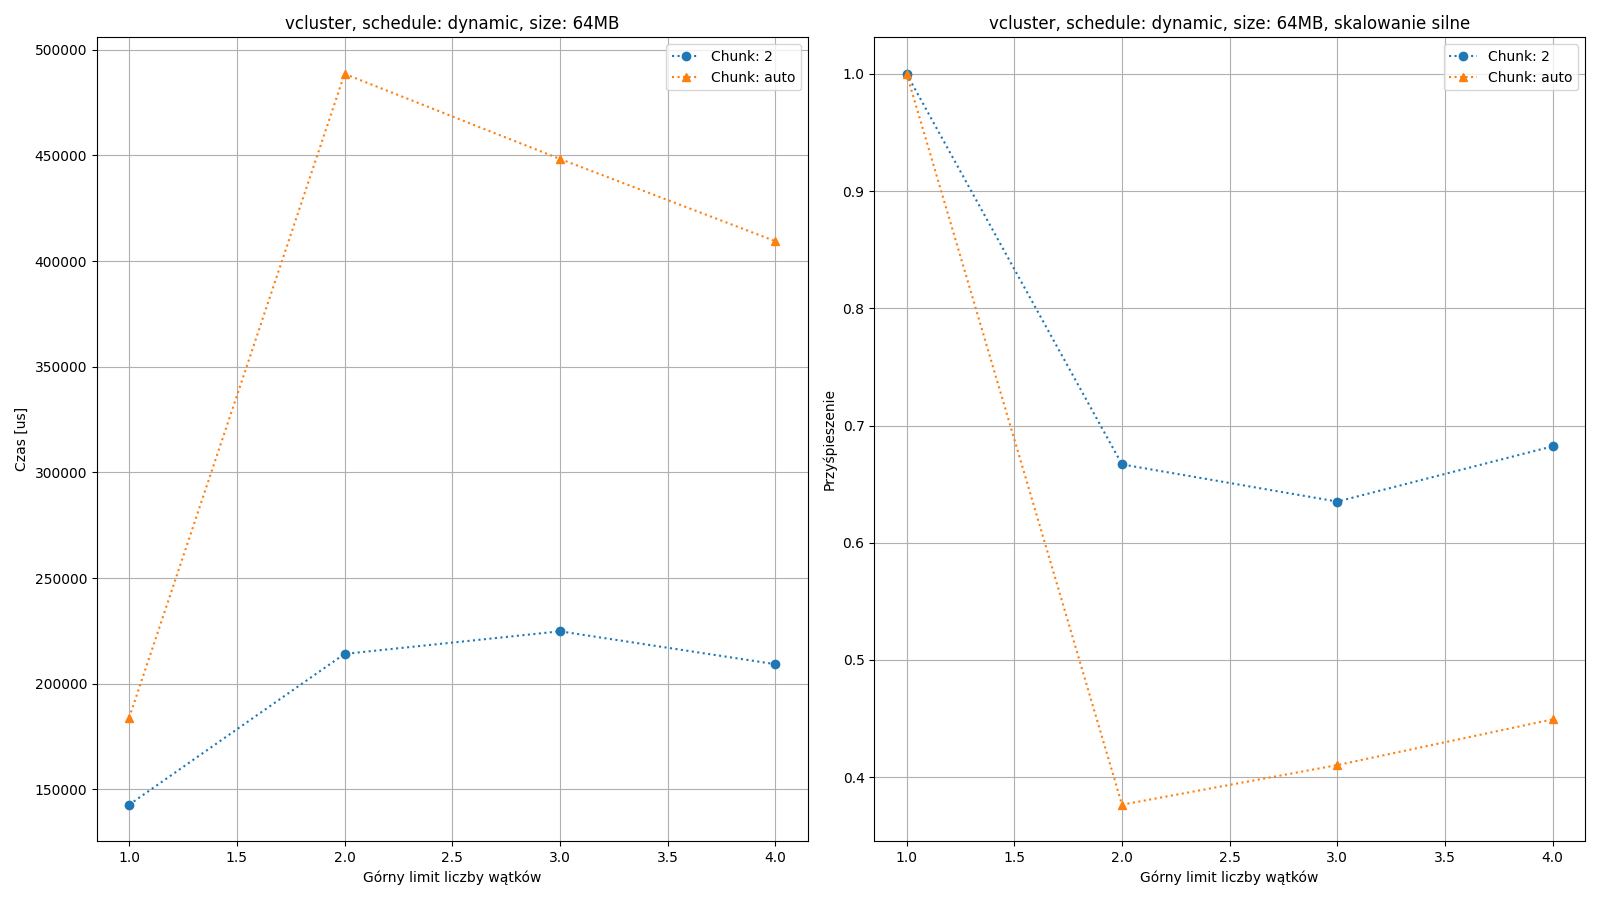 vcluster, schedule: dynamic, size: 64MB
Chunk: 2
Chunk: auto
500000
450000
400000
350000
300000
250000
200000
150000
Czas [us]
1.0 1.5 2.0 2.5 3.0 3.5 4.0
Górny limit liczby wątków
vcluster, schedule: dynamic, size: 64MB, skalowanie silne
Chunk: 2
Chunk: auto
1.0
0.9
0.8
0.7
0.6
0.5
0.4
Przyśpieszenie
1.0 1.5 2.0 2.5 3.0 3.5 4.0
Górny limit liczby wątków